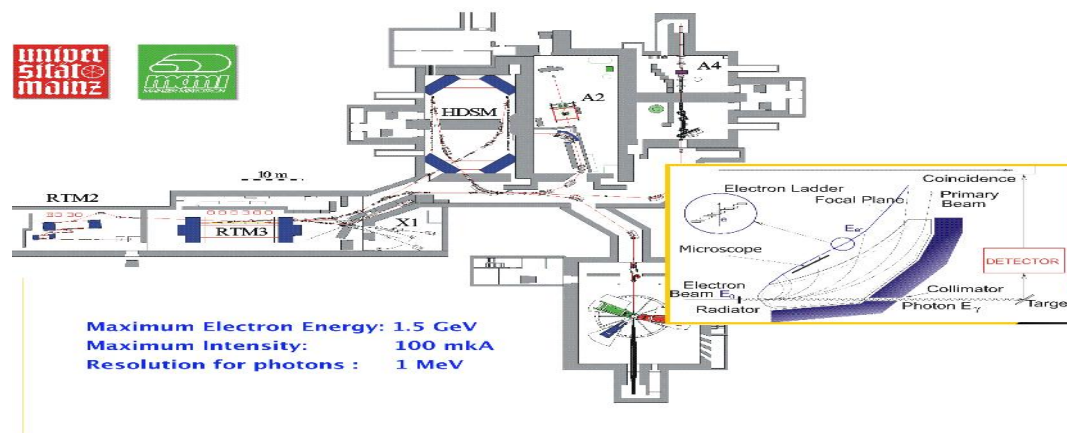 univer
sität
mainz
mami
HDSM
A2
A4
10 m
RTM2
RTM3
X1
Coincidence
Electron Ladder
Primary
Focal Plane
Beam
e
Microscope
DETECTOR
Electron
Beam E0
Collimator
Radiator
Photon Eγ
Target
Maximum Electron Energy: 1.5 GeV
Maximum Intensity: 100 mkA
Resolution for photons : 1 MeV